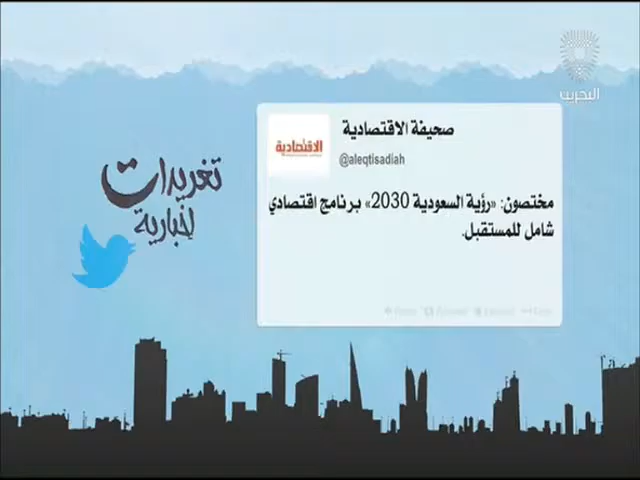 البحرين
صحيفة الاقتصادية
الاقتصادية
@aleqtisadiah
تغريدات
إخبارية
مختصون: «رؤية السعودية 2030» برنامج اقتصادي
شامل للمستقبل.